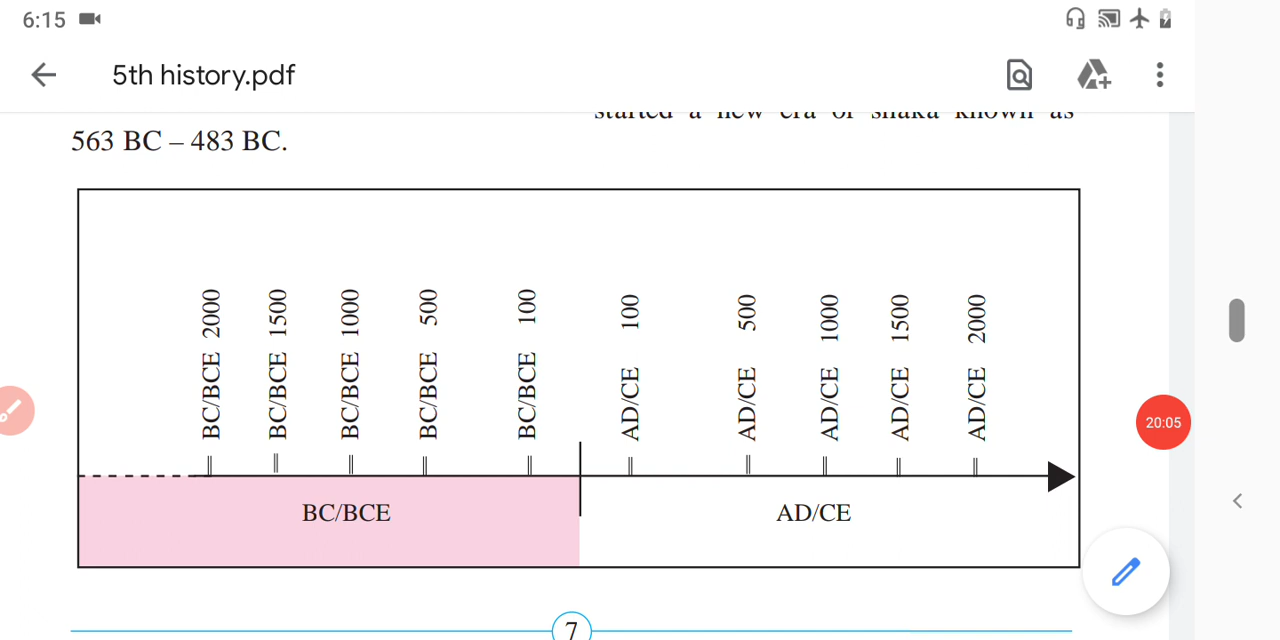 6:15
5th history.pdf
started a new era or shaka known as
563 BC – 483 BC.
BC/BCE 2000
BC/BCE 1500
BC/BCE 1000
BC/BCE 500
BC/BCE 100
AD/CE 100
AD/CE 500
AD/CE 1000
AD/CE 1500
AD/CE 2000
20:05
BC/BCE
AD/CE
7